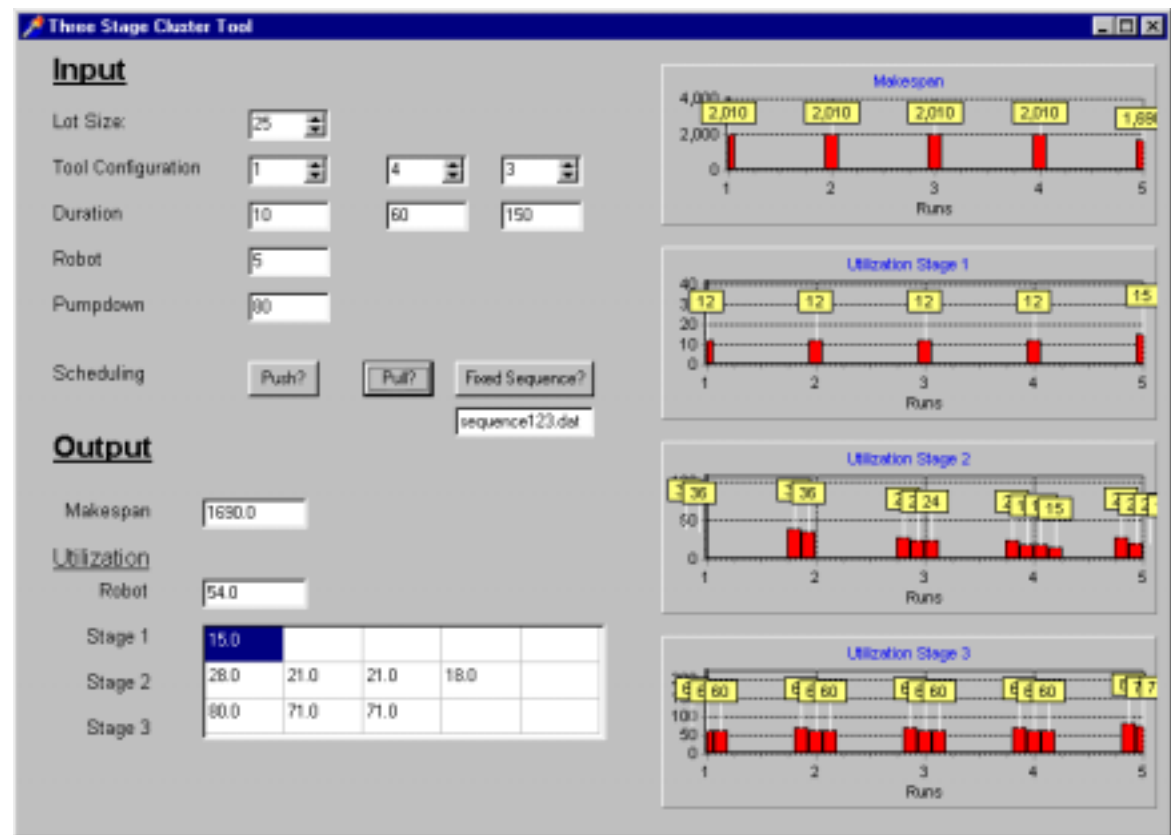 Three Stage Cluster Tool
Input
Lot Size: 25
Tool Configuration 1 4 3
Duration 10 60 150
Robot 5
Pumpdown 80
Scheduling Push? Pull? Fixed Sequence?
sequence123.dat
Output
Makespan 1690.0
Utilization
Robot 54.0
Stage 1 15.0
Stage 2 28.0 21.0 21.0 18.0
Stage 3 80.0 71.0 71.0
Makespan
4,000
2,010 2,010 2,010 2,010
2,000
0
1 2 3 4 5
Runs
Utilization Stage 1
40
12 12 12 12 15
20
10
0
1 2 3 4 5
Runs
Utilization Stage 2
36 36 24 15
50
0
1 2 3 4 5
Runs
Utilization Stage 3
60 60 60 60
100
50
0
1 2 3 4 5
Runs